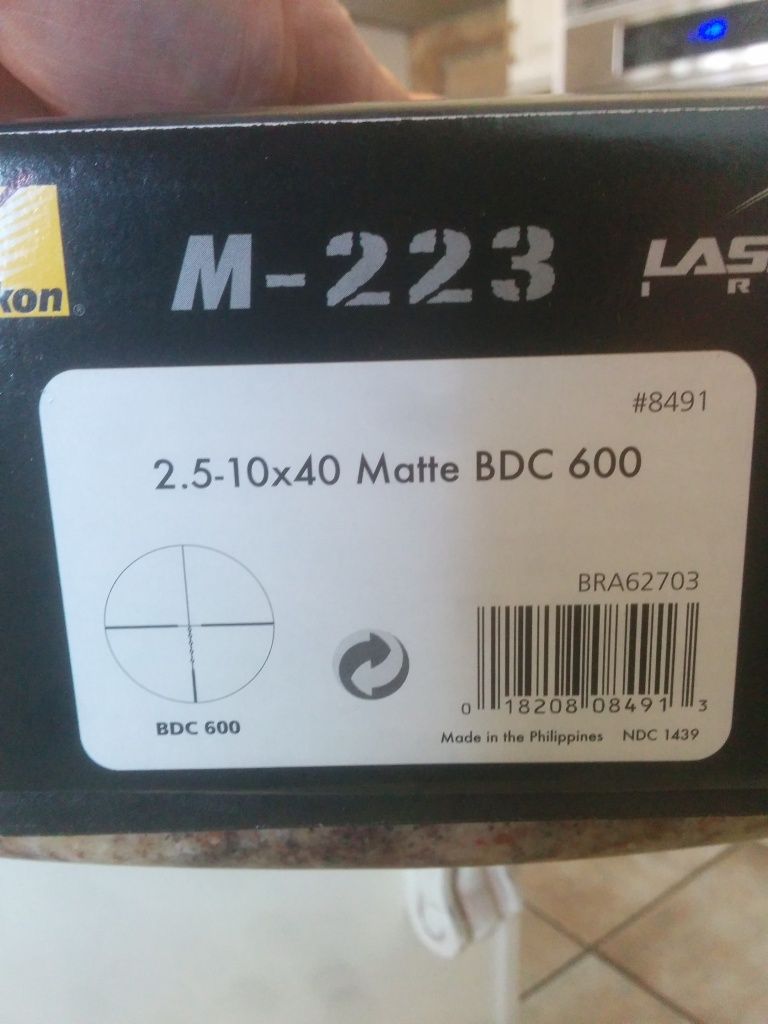 kon®
M-223
LAS
I R
#8491
2.5-10x40 Matte BDC 600
BRA62703
0 18208 08491 3
BDC 600
Made in the Philippines NDC 1439